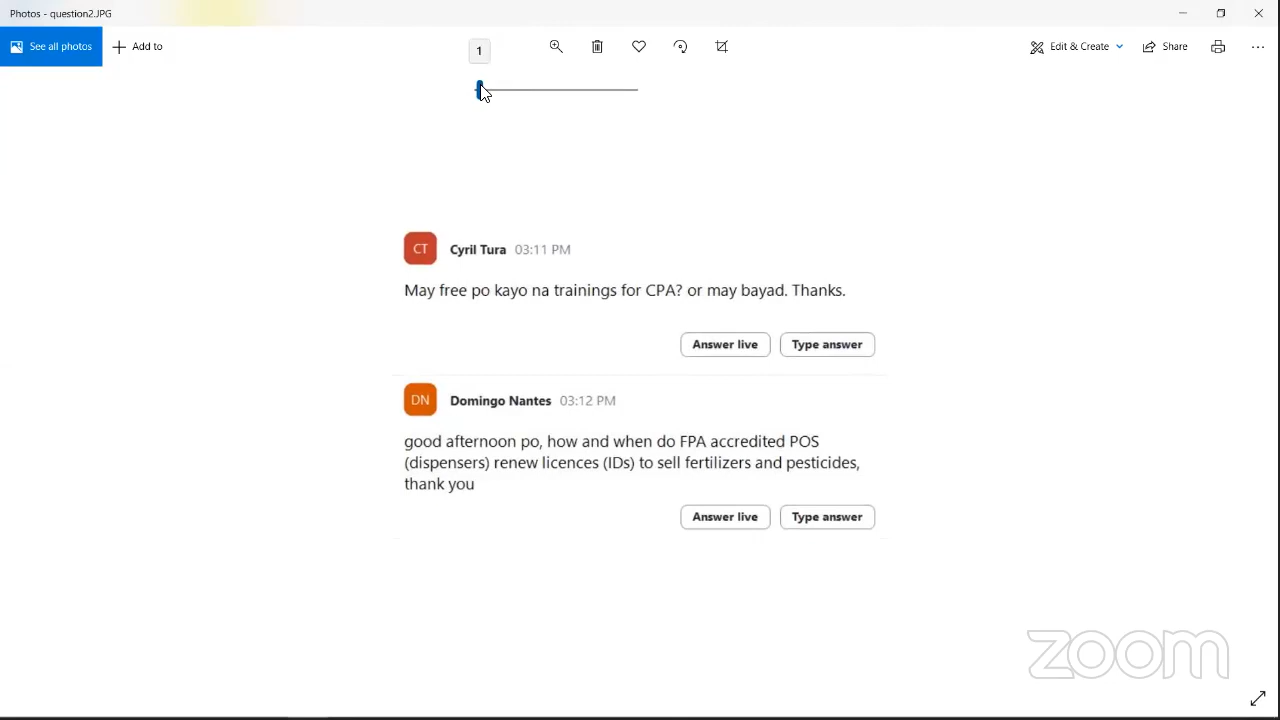 Photos - question2.JPG
See all photos
Add to
1
Edit & Create
Share
CT
Cyril Tura 03:11 PM
May free po kayo na trainings for CPA? or may bayad. Thanks.
Answer live
Type answer
DN
Domingo Nantes 03:12 PM
good afternoon po, how and when do FPA accredited POS
(dispensers) renew licences (IDs) to sell fertilizers and pesticides,
thank you
Answer live
Type answer
zoom